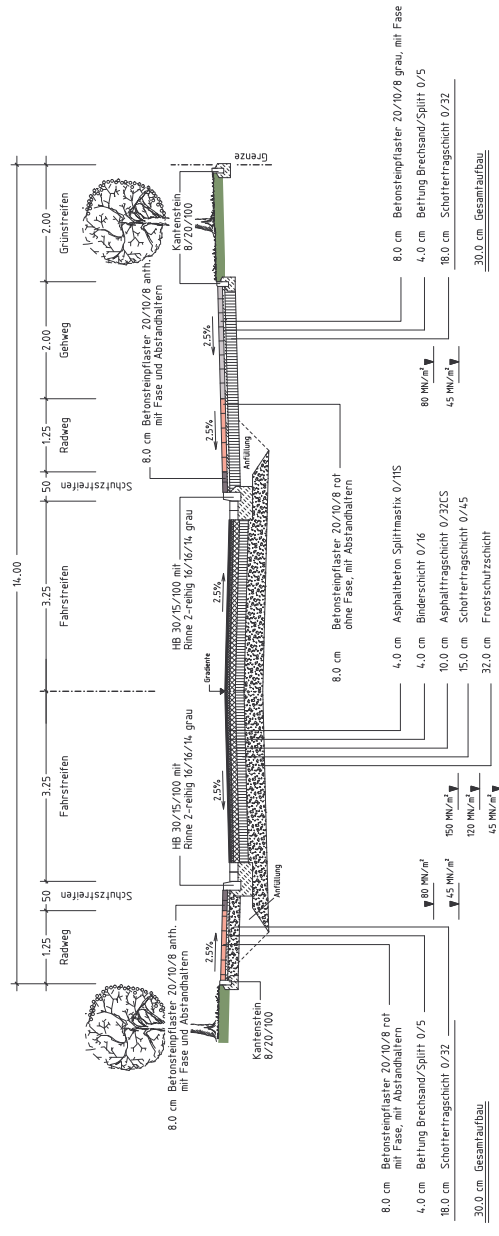 14.00
1.25
50
3.25
3.25
50
1.25
2.00
2.00
Radweg
Schutzstreifen
Fahrstreifen
Fahrstreifen
Schutzstreifen
Radweg
Gehweg
Grünstreifen
8.0 cm Betonsteinpflaster 20/10/8 anth.
mit Fase und Abstandhaltern
HB 30/15/100 mit
Rinne 2-reihig 16/16/14 grau
Gradiente
HB 30/15/100 mit
Rinne 2-reihig 16/16/14 grau
8.0 cm Betonsteinpflaster 20/10/8 anth.
mit Fase und Abstandhaltern
Kantenstein
8/20/100
Grenze
2.5%
2.5%
2.5%
2.5%
2.5%
Kantenstein
8/20/100
Anfüllung
Anfüllung
8.0 cm Betonsteinpflaster 20/10/8 rot
mit Fase, mit Abstandhaltern
4.0 cm Bettung Brechsand/Splitt 0/5
18.0 cm Schottertragschicht 0/32
30.0 cm Gesamtaufbau
80 MN/m²
45 MN/m²
150 MN/m²
120 MN/m²
45 MN/m²
4.0 cm Asphaltbeton Splittmastix 0/11S
4.0 cm Binderschicht 0/16
10.0 cm Asphalttragschicht 0/32CS
15.0 cm Schottertragschicht 0/45
32.0 cm Frostschutzschicht
8.0 cm Betonsteinpflaster 20/10/8 rot
ohne Fase, mit Abstandhaltern
80 MN/m²
45 MN/m²
8.0 cm Betonsteinpflaster 20/10/8 grau, mit Fase
4.0 cm Bettung Brechsand/Splitt 0/5
18.0 cm Schottertragschicht 0/32
30.0 cm Gesamtaufbau